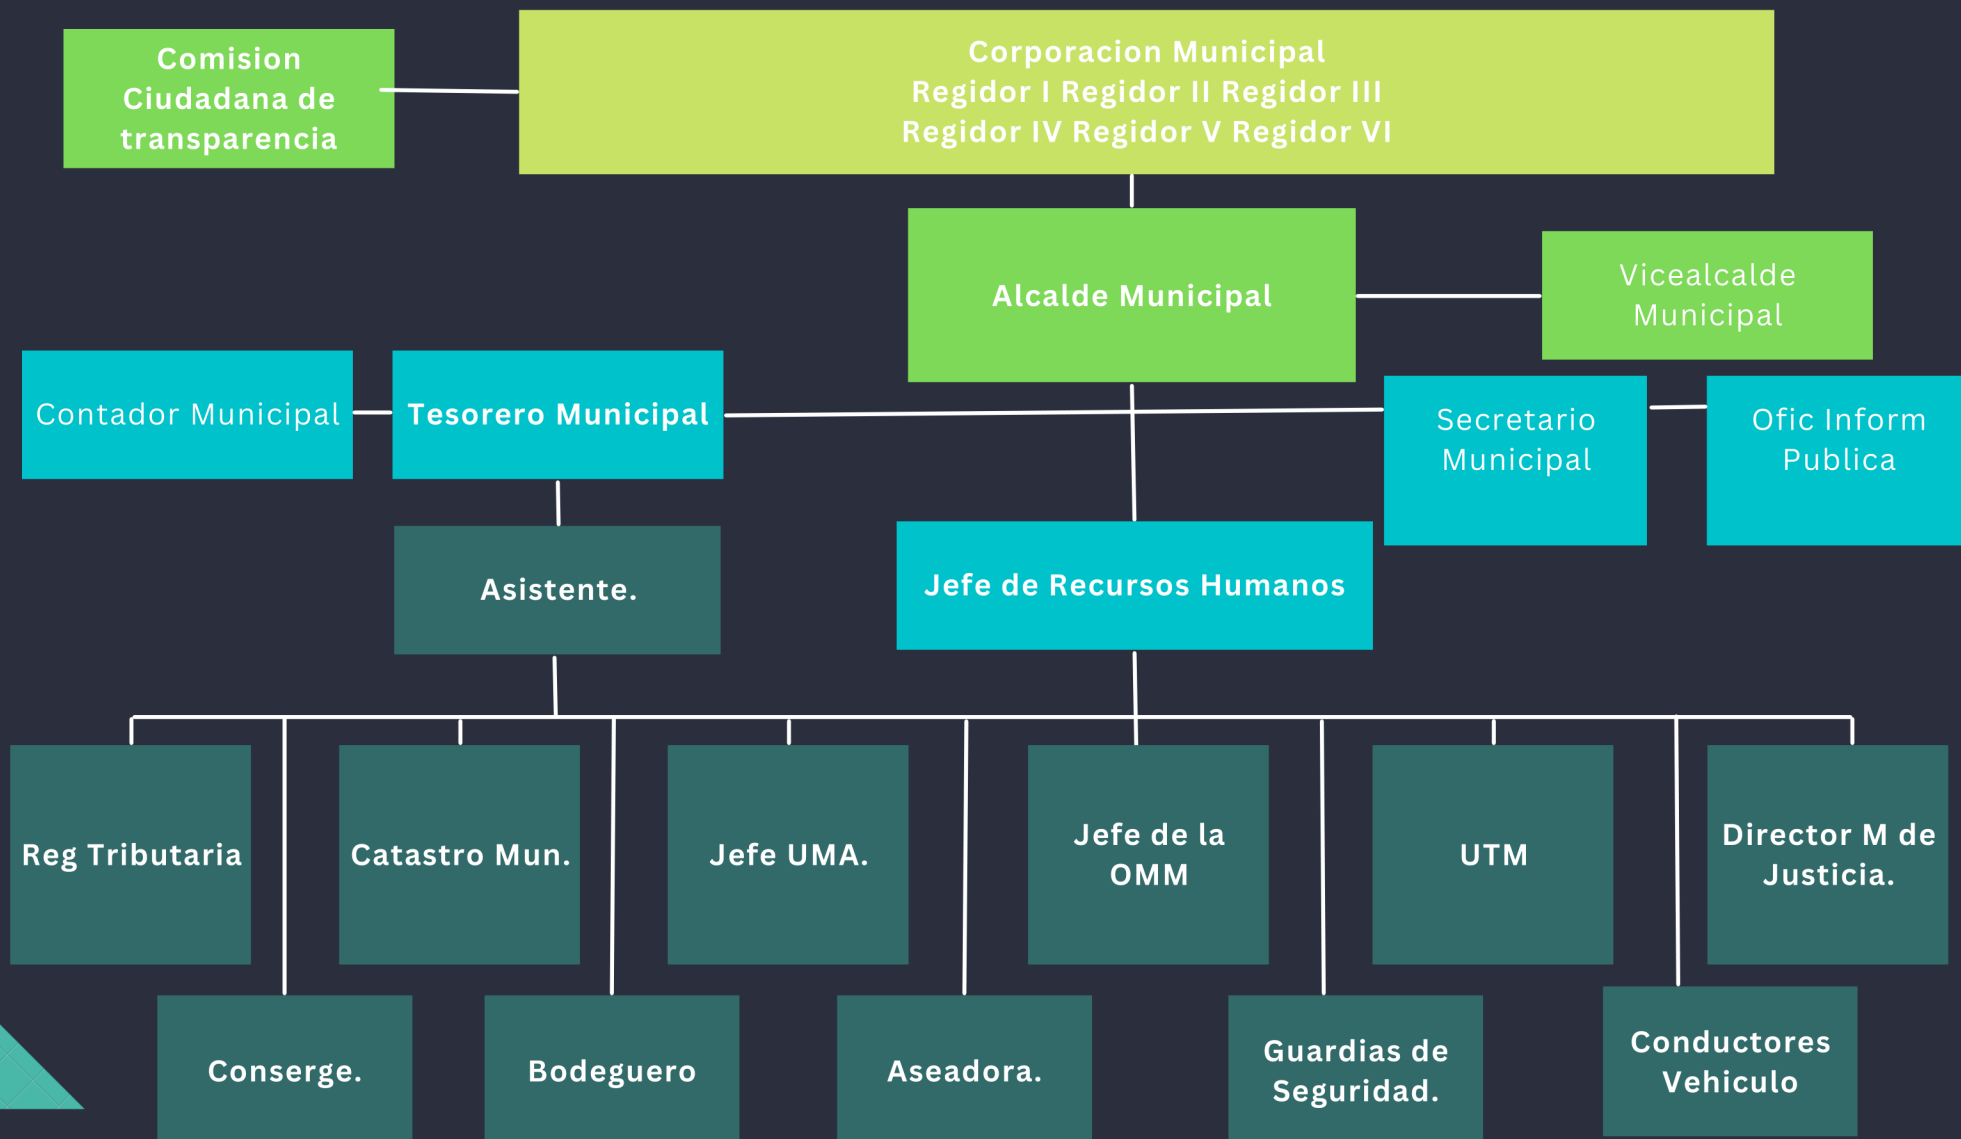 Comision
Ciudadana de
transparencia
Corporacion Municipal
Regidor I Regidor II Regidor III
Regidor IV Regidor V Regidor VI
Alcalde Municipal
Vicealcalde
Municipal
Contador Municipal
Tesorero Municipal
Secretario
Municipal
Ofic Inform
Publica
Asistente.
Jefe de Recursos Humanos
Reg Tributaria
Catastro Mun.
Jefe UMA.
Jefe de la
OMM
UTM
Director M de
Justicia.
Conserge.
Bodeguero
Aseadora.
Guardias de
Seguridad.
Conductores
Vehiculo